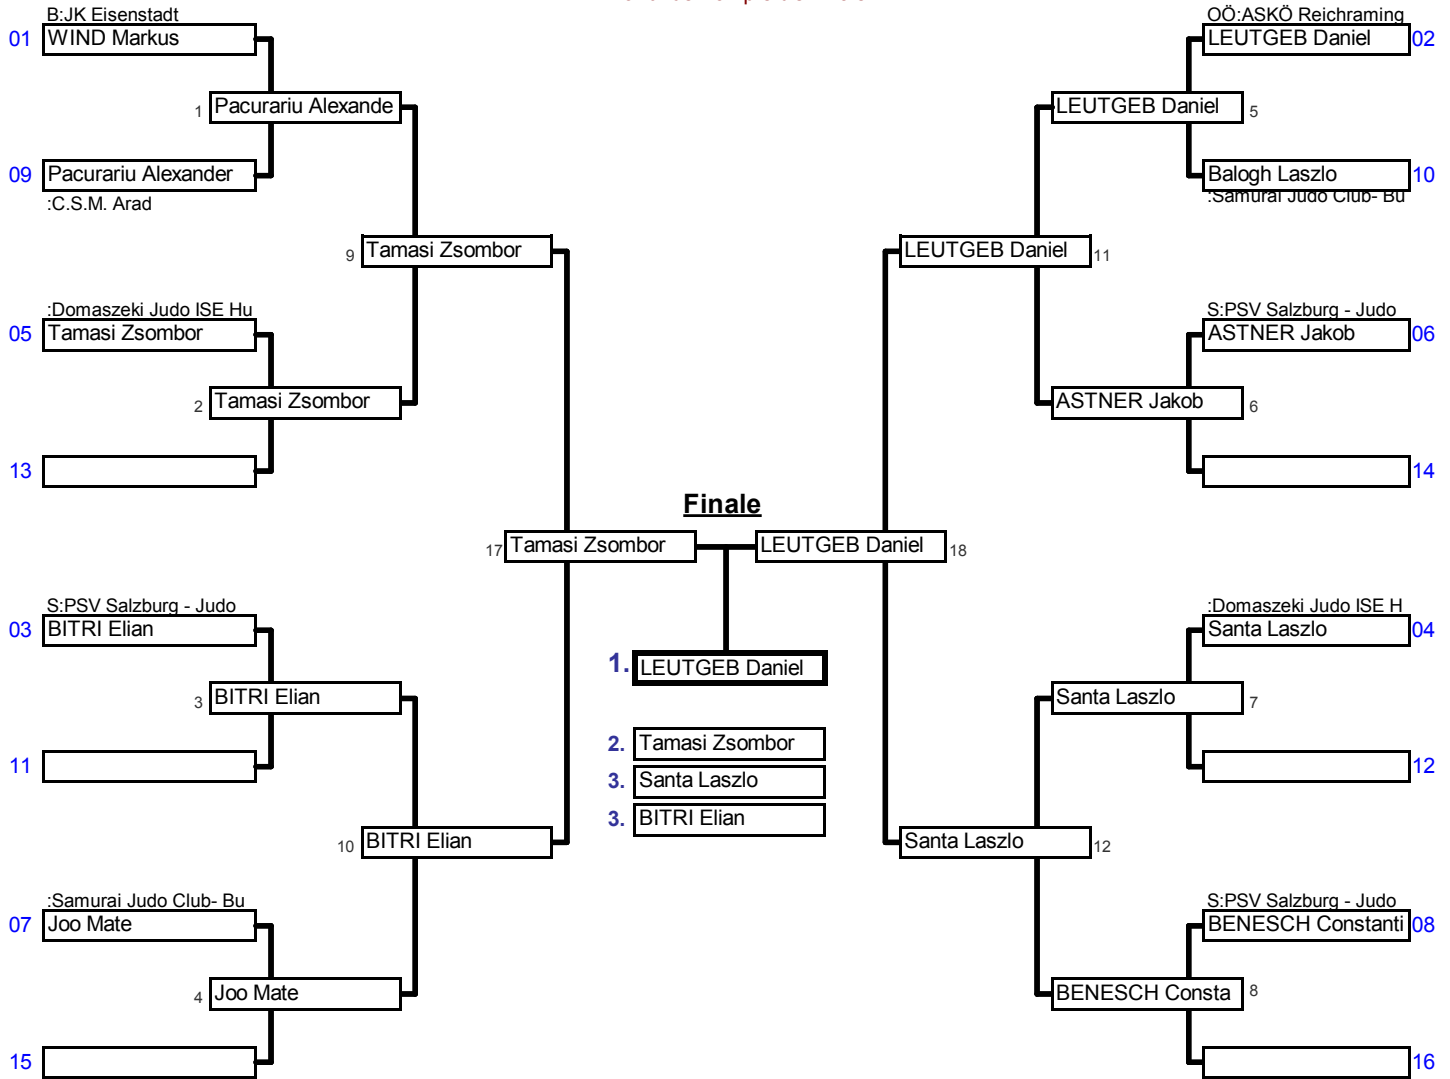 B:JK Eisenstadt
01 WIND Markus
1 Pacurariu Alexande
09 Pacurariu Alexander
:C.S.M. Arad
9 Tamasi Zsombor
:Domaszeki Judo ISE Hu
05 Tamasi Zsombor
2 Tamasi Zsombor
13
17 Tamasi Zsombor
S:PSV Salzburg - Judo
03 BITRI Elian
3 BITRI Elian
11
10 BITRI Elian
:Samurai Judo Club- Bu
07 Joo Mate
4 Joo Mate
15
Finale
1. LEUTGEB Daniel
2. Tamasi Zsombor
3. Santa Laszlo
3. BITRI Elian
OÖ:ASKÖ Reichraming
LEUTGEB Daniel 02
LEUTGEB Daniel 5
Balogh Laszlo 10
:Samurai Judo Club- Bu
LEUTGEB Daniel 11
S:PSV Salzburg - Judo
ASTNER Jakob 06
ASTNER Jakob 6
14
LEUTGEB Daniel 18
:Domaszeki Judo ISE H
Santa Laszlo 04
Santa Laszlo 7
12
Santa Laszlo 12
S:PSV Salzburg - Judo
BENESCH Constanti 08
BENESCH Consta 8
16